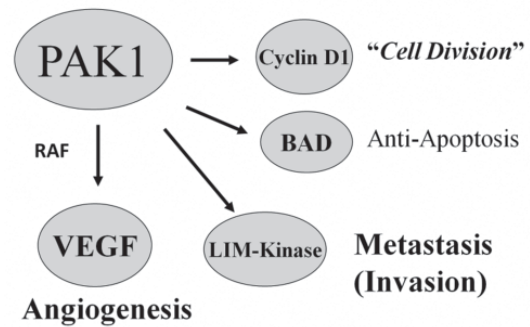 PAK1
Cyclin D1
“Cell Division”
BAD
Anti-Apoptosis
RAF
VEGF
LIM-Kinase
Metastasis
(Invasion)
Angiogenesis